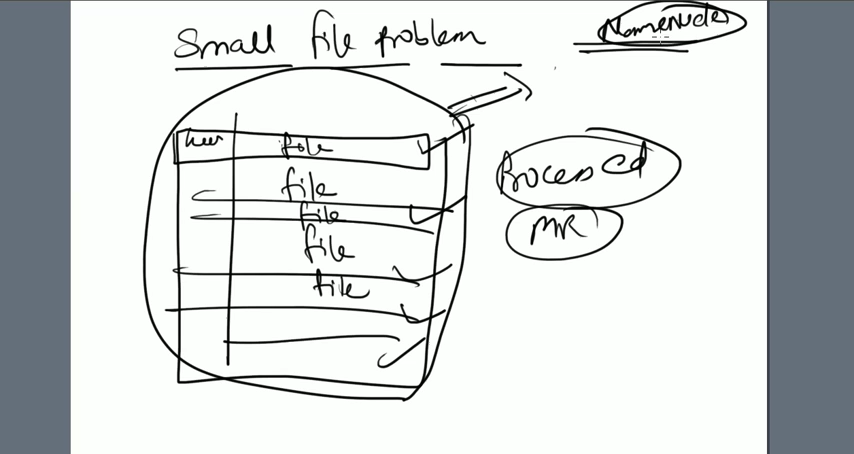 Namenode
Small file Problem
file
file
file
file
file
Processed
MR